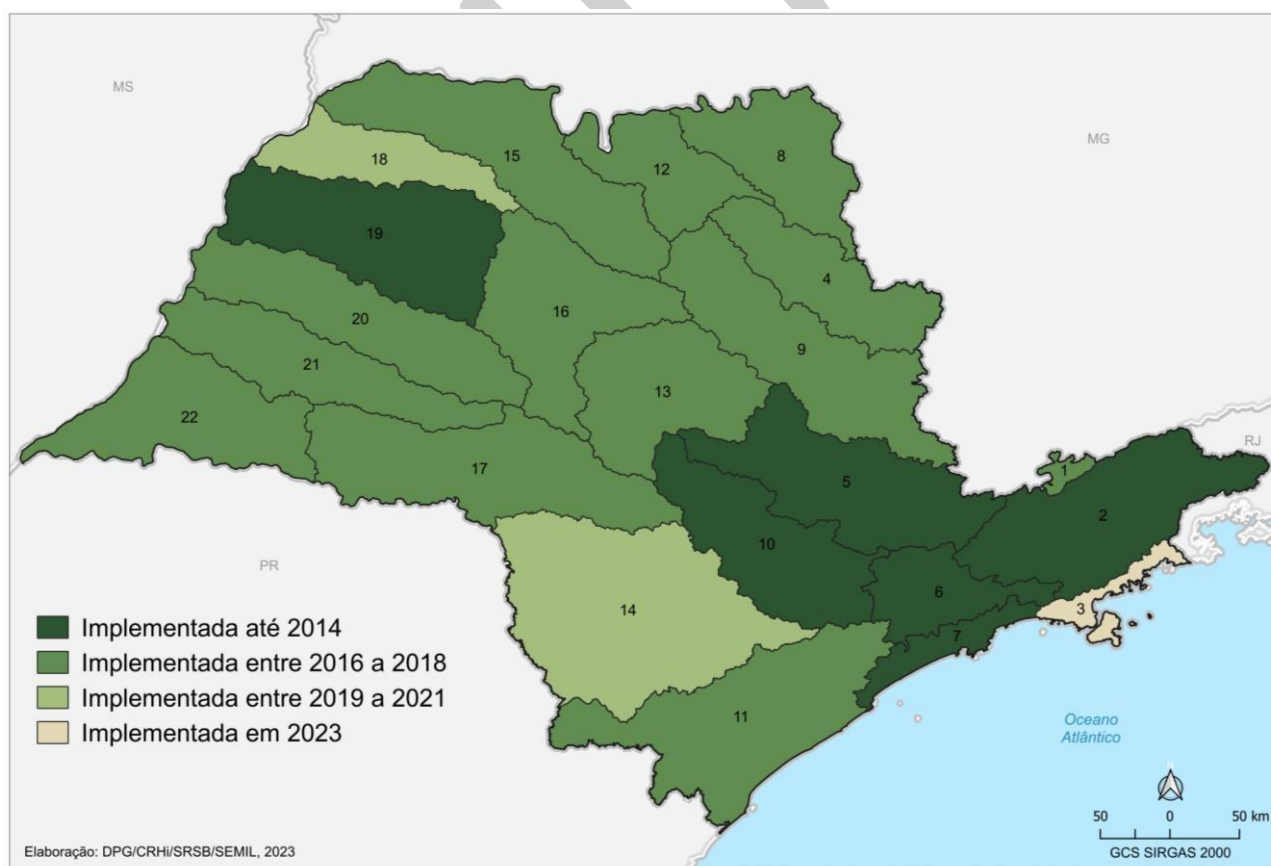 MS
MG
8
15
12
18
19
4
16
20
9
21
13
22
17
RJ
1
5
2
10
PR
6
3
14
7
11
Implementada até 2014
Implementada entre 2016 a 2018
Implementada entre 2019 a 2021
Implementada em 2023
Oceano
Atlântico
N
50 0 50 km
GCS SIRGAS 2000
Elaboração: DPG/CRHi/SRSB/SEMIL, 2023